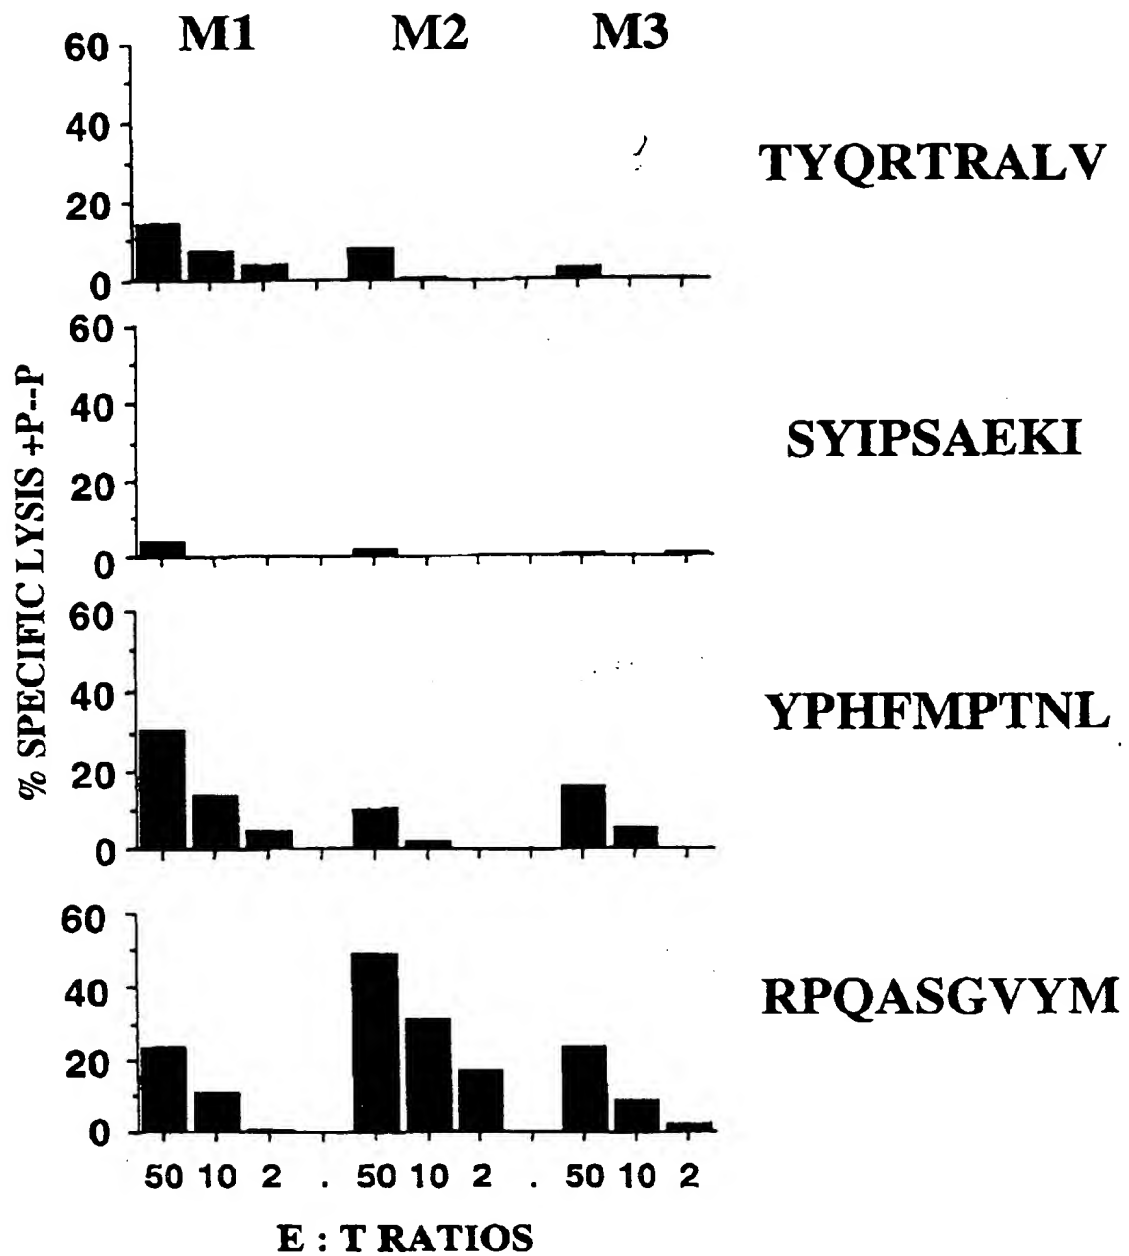 M1 M2 M3
60
40
20
0
TYQRTRALV
60
40
20
0
SYIPSAEKI
60
40
20
0
YPHFMPTNL
60
40
20
0
RPQASGVYM
% SPECIFIC LYSIS +P--P
50 10 2 . 50 10 2 . 50 10 2
E : T RATIOS